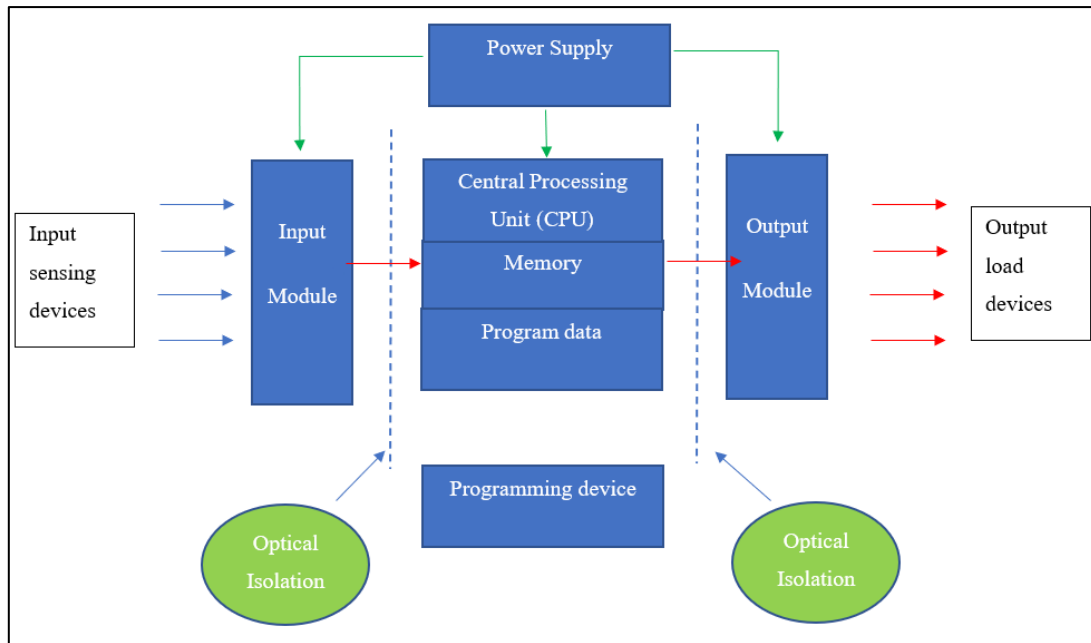 Power Supply
Central Processing
Unit (CPU)
Memory
Program data
Input
sensing
devices
Input
Module
Output
Module
Output
load
devices
Programming device
Optical
Isolation
Optical
Isolation